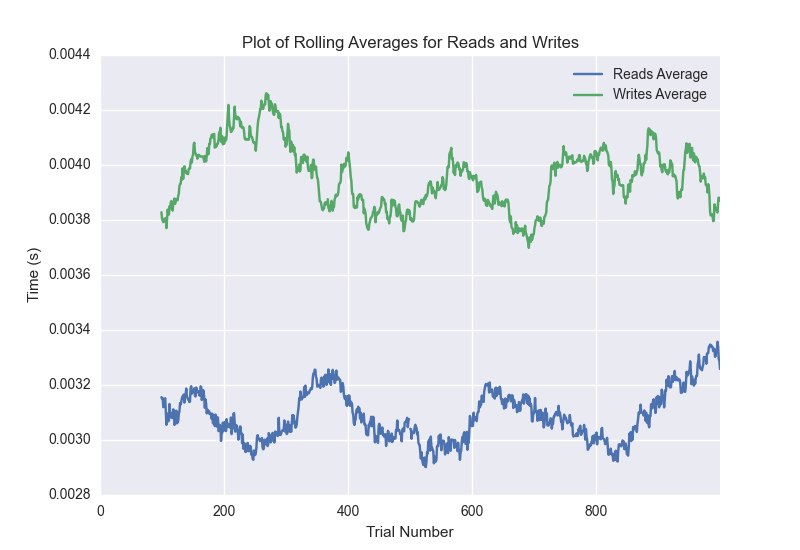 Plot of Rolling Averages for Reads and Writes
Reads Average
Writes Average
Time (s)
0.0044
0.0042
0.0040
0.0038
0.0036
0.0034
0.0032
0.0030
0.0028
0
200
400
600
800
Trial Number